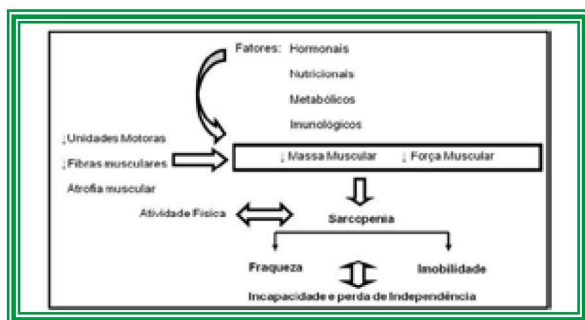 Fatores: Hormonais
Nutricionais
Metabólicos
Imunológicos
↓Unidades Motoras
↓Fibras musculares
Atrofia muscular
↓ Massa Muscular ↓ Força Muscular
Atividade Física
Sarcopenia
Fraqueza
Imobilidade
Incapacidade e perda de Independência